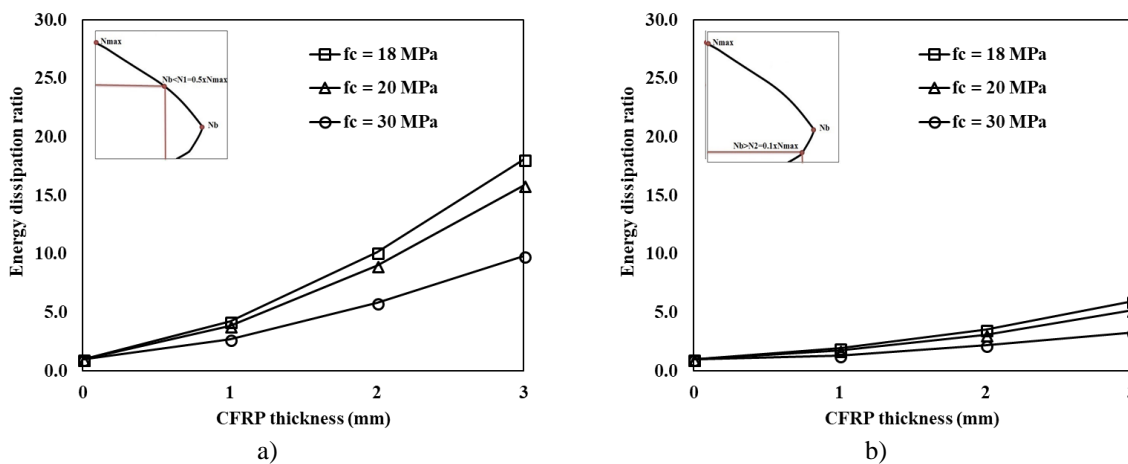 30.0
25.0
20.0
15.0
10.0
5.0
0.0
Energy dissipation ratio
Nmax
Nb<N1=0.5xNmax
Nb
fc = 18 MPa
fc = 20 MPa
fc = 30 MPa
0 1 2 3
CFRP thickness (mm)
a)
30.0
25.0
20.0
15.0
10.0
5.0
0.0
Energy dissipation ratio
Nmax
Nb
Nb>N2=0.1xNmax
fc = 18 MPa
fc = 20 MPa
fc = 30 MPa
0 1 2
CFRP thickness (mm)
b)